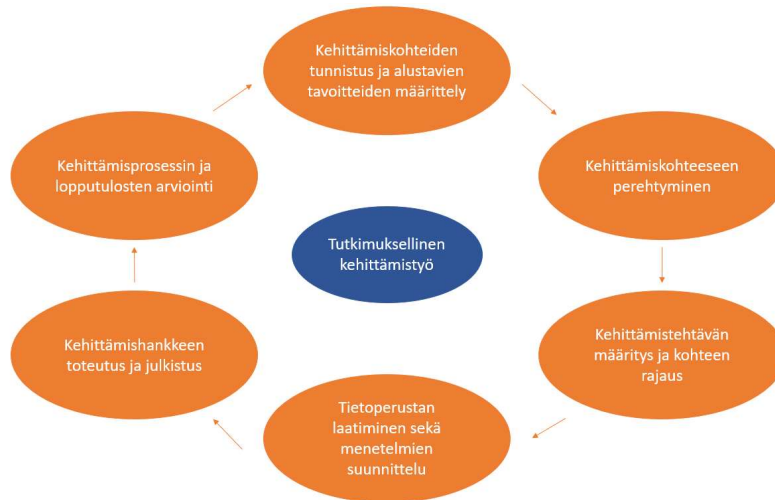 Kehittämiskohteiden
tunnistus ja alustavien
tavoitteiden määrittely
Kehittämiskohteeseen
perehtyminen
Kehittämistehtävän
määritys ja kohteen
rajaus
Tietoperustan
laatiminen sekä
menetelmien
suunnittelu
Kehittämishankkeen
toteutus ja julkistus
Kehittämisprosessin ja
lopputulosten arviointi
Tutkimuksellinen
kehittämistyö